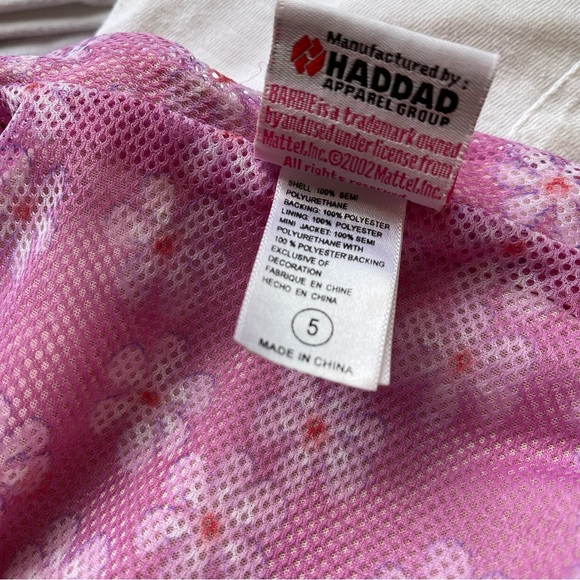 Manufactured by:
HADDAD
APPAREL GROUP
BARBIE is a trademark owned
by and used under license from
Mattel, Inc. ©2002 Mattel, Inc.
All rights
SHELL: 100% SEMI
POLYURETHANE
BACKING: 100% POLYESTER
LINING: 100% POLYESTER
MINI JACKET: 100% SEMI
POLYURETHANE WITH
100 % POLYESTER BACKING
EXCLUSIVE OF
DECORATION
FABRIQUE EN CHINE
HECHO EN CHINA
5
MADE IN CHINA